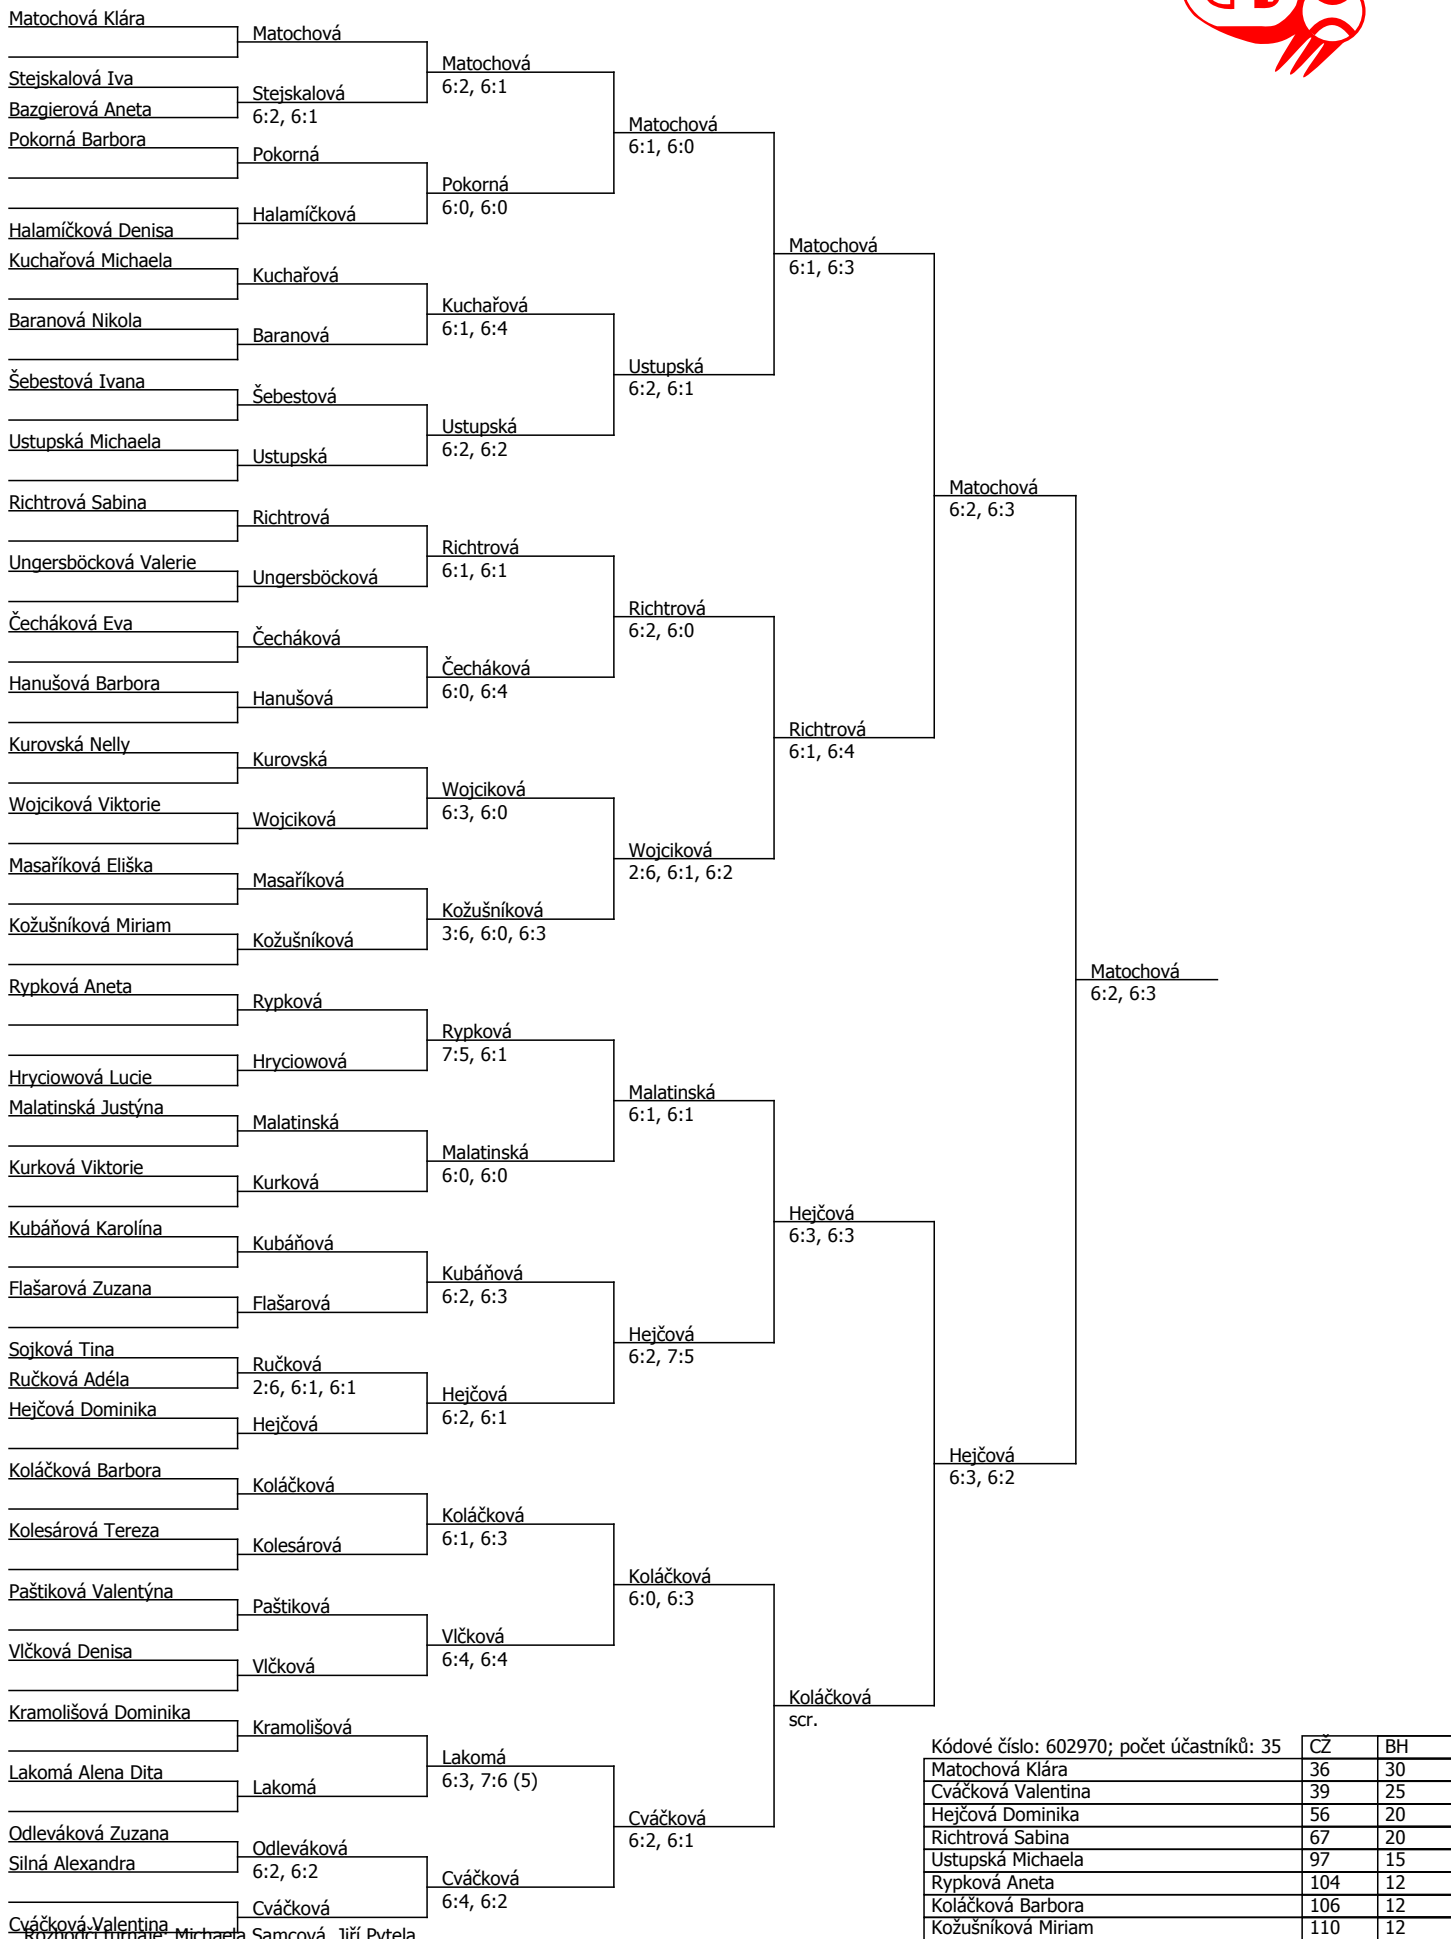 Matochová Klára
Stejskalová Iva
Bazgierová Aneta
Pokorná Barbora
Halamíčková Denisa
Kuchařová Michaela
Baranová Nikola
Šebestová Ivana
Ustupská Michaela
Richtrová Sabina
Ungersböcková Valerie
Čecháková Eva
Hanušová Barbora
Kurovská Nelly
Wojciková Viktorie
Masaříková Eliška
Kožušníková Miriam
Rypková Aneta
Hryciowová Lucie
Malatinská Justýna
Kurková Viktorie
Kubáňová Karolína
Flašarová Zuzana
Sojková Tina
Ručková Adéla
Hejčová Dominika
Koláčková Barbora
Kolesárová Tereza
Paštiková Valentýna
Vlčková Denisa
Kramolišová Dominika
Lakomá Alena Dita
Odleváková Zuzana
Silná Alexandra
Cváčková Valentina
Rozhodčí turnaje: Michaela Samcová, Jiří Pytela
Matochová
Stejskalová
6:2, 6:1
Pokorná
Halamíčková
Kuchařová
Baranová
Šebestová
Ustupská
Richtrová
Ungersböcková
Čecháková
Hanušová
Kurovská
Wojciková
Masaříková
Kožušníková
Rypková
Hryciowová
Malatinská
Kurková
Kubáňová
Flašarová
Ručková
2:6, 6:1, 6:1
Hejčová
Koláčková
Kolesárová
Paštiková
Vlčková
Kramolišová
Lakomá
Odleváková
6:2, 6:2
Cváčková
Matochová
6:2, 6:1
Pokorná
6:0, 6:0
Kuchařová
6:1, 6:4
Ustupská
6:2, 6:2
Richtrová
6:1, 6:1
Čecháková
6:0, 6:4
Wojciková
6:3, 6:0
Kožušníková
3:6, 6:0, 6:3
Rypková
7:5, 6:1
Malatinská
6:0, 6:0
Kubáňová
6:2, 6:3
Hejčová
6:2, 6:1
Koláčková
6:1, 6:3
Vlčková
6:4, 6:4
Lakomá
6:3, 7:6 (5)
Cváčková
6:4, 6:2
Matochová
6:1, 6:0
Ustupská
6:2, 6:1
Richtrová
6:2, 6:0
Wojciková
2:6, 6:1, 6:2
Malatinská
6:1, 6:1
Hejčová
6:2, 7:5
Koláčková
6:0, 6:3
Cváčková
6:2, 6:1
Matochová
6:1, 6:3
Richtrová
6:1, 6:4
Hejčová
6:3, 6:3
Koláčková
scr.
Matochová
6:2, 6:3
Hejčová
6:3, 6:2
Matochová
6:2, 6:3
Kódové číslo: 602970; počet účastníků: 35 CŽ BH
Matochová Klára 36 30
Cváčková Valentina 39 25
Hejčová Dominika 56 20
Richtrová Sabina 67 20
Ustupská Michaela 97 15
Rypková Aneta 104 12
Koláčková Barbora 106 12
Kožušníková Miriam 110 12